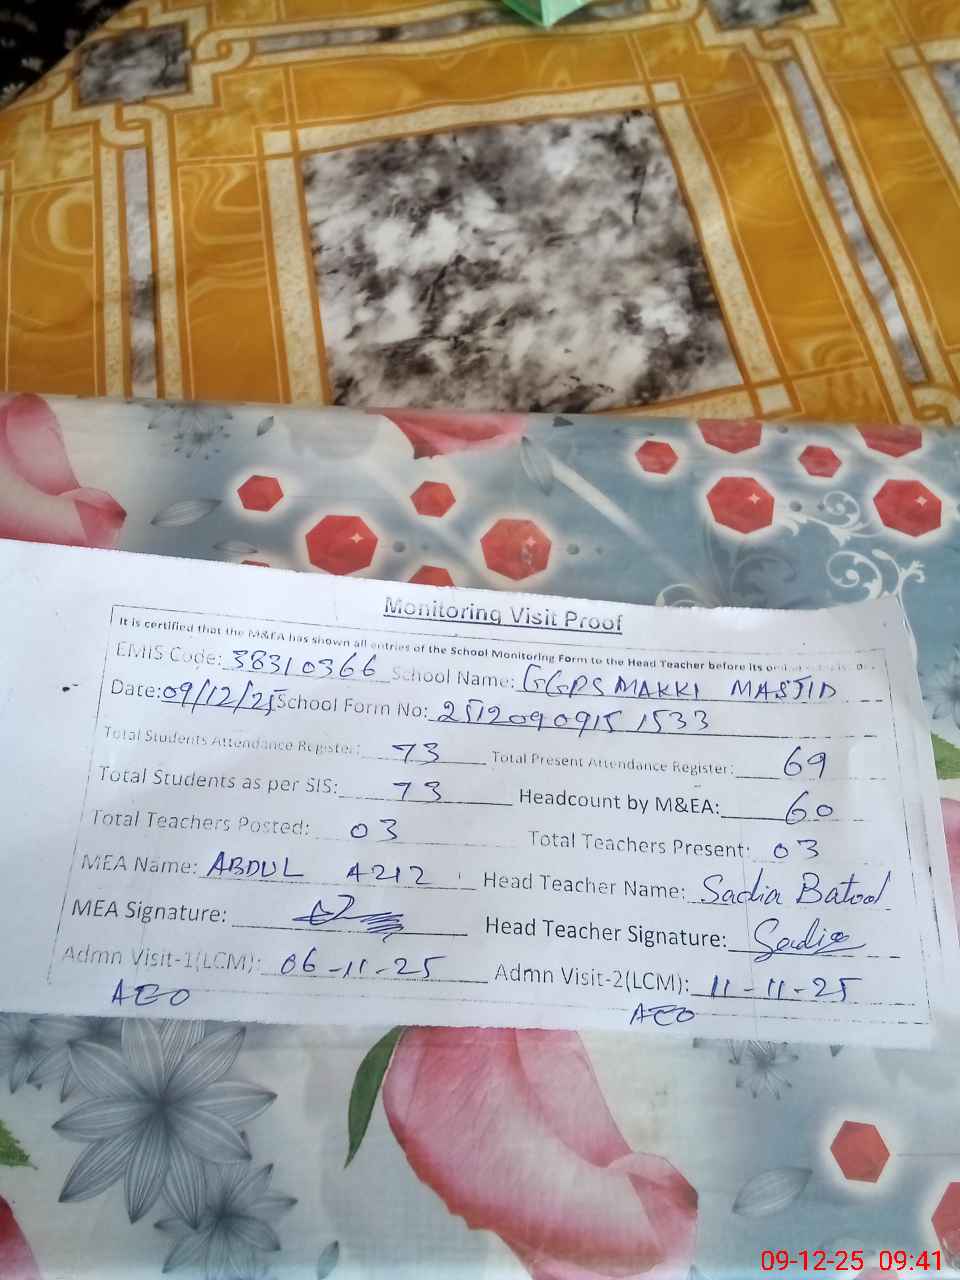 Monitoring Visit Proof
It is certified that the M&EA has shown all entries of the School Monitoring Form to the Head Teacher before its
EMIS Code: 38310366 School Name: GGPS MAKKI MASJID
Date: 09/12/25 School Form No: 2512090915 1533
Total Students Attendance Register: 73 Total Present Attendance Register: 69
Total Students as per SIS: 73 Headcount by M&EA: 60
Total Teachers Posted: 03 Total Teachers Present: 03
MEA Name: ABDUL AZIZ Head Teacher Name: Sadia Batool
MEA Signature: Head Teacher Signature: Sadia
Admn Visit-1(LCM): 06-11-25 Admn Visit-2(LCM): 11-11-25
AEO AEO
09-12-25 09:41